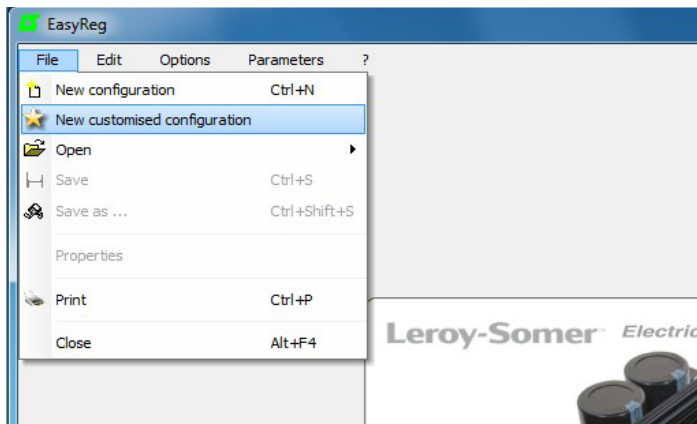 EasyReg
File Edit Options Parameters ?
New configuration Ctrl+N
New customised configuration
Open
Save Ctrl+S
Save as ... Ctrl+Shift+S
Properties
Print Ctrl+P
Close Alt+F4
Leroy-Somer Electric